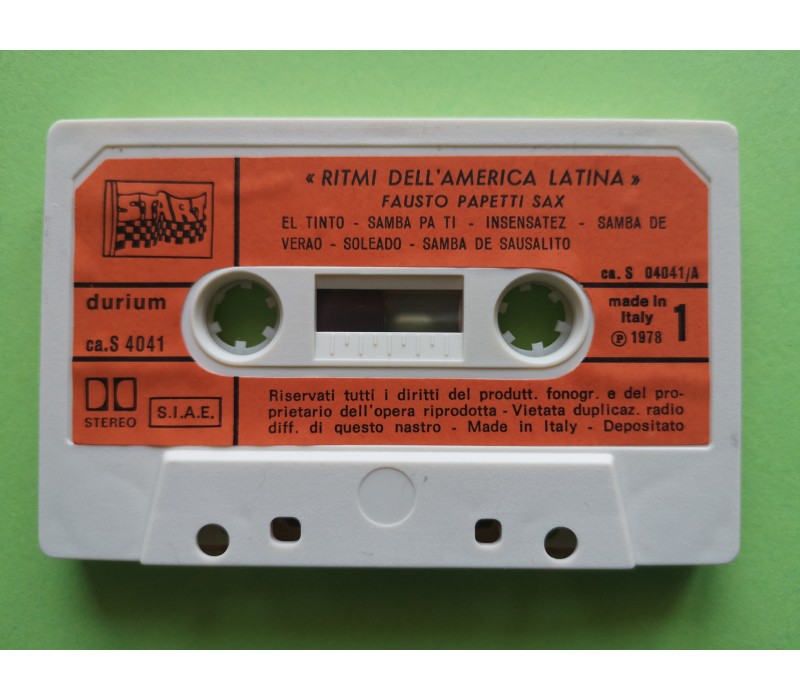 « RITMI DELL'AMERICA LATINA »
FAUSTO PAPETTI SAX
EL TINTO - SAMBA PA TI - INSENSATEZ - SAMBA DE
VERAO - SOLEADO - SAMBA DE SAUSALITO
START
ca. S 04041/A
durium
ca.S 4041
made in
Italy
℗ 1978
1
STEREO
S.I.A.E.
Riservati tutti i diritti del produtt. fonogr. e del pro-
prietario dell'opera riprodotta - Vietata duplicaz. radio
diff. di questo nastro - Made in Italy - Depositato